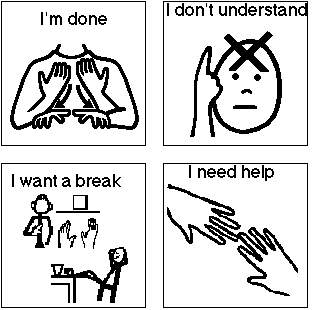 I'm done
I don't understand
I want a break
I need help